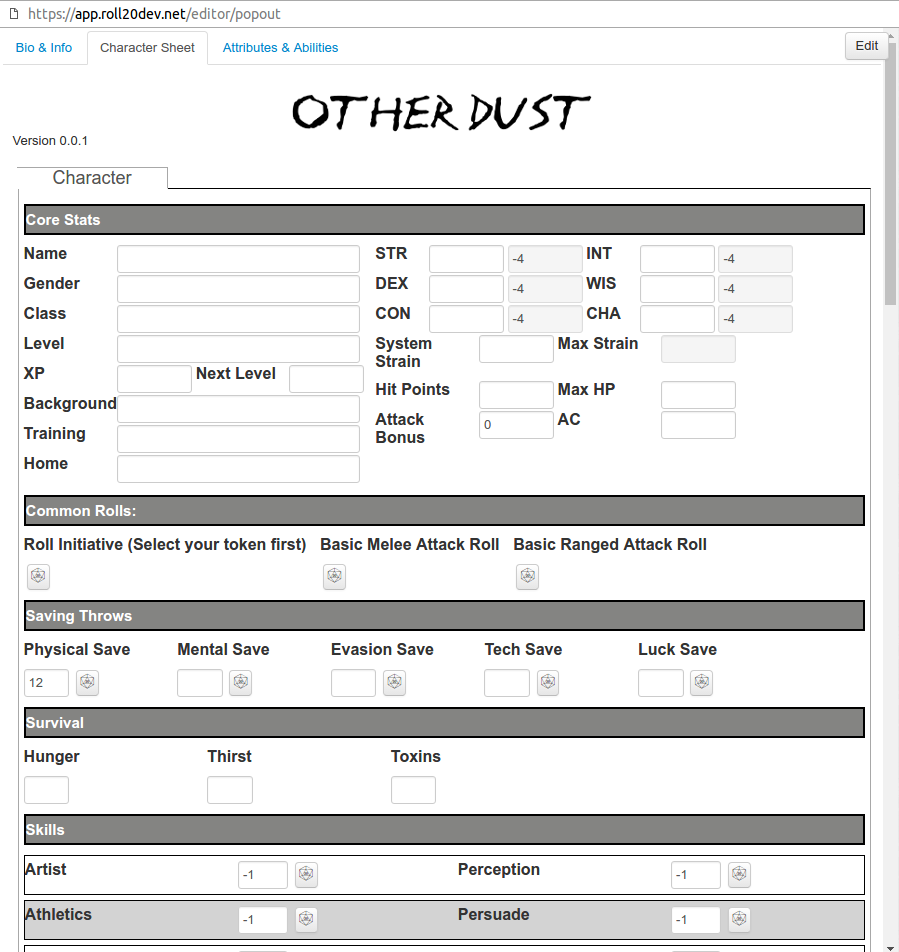 https://app.roll20dev.net/editor/popout
Bio & Info Character Sheet Attributes & Abilities Edit
OTHER DUST
Version 0.0.1
Character
Core Stats
Name STR -4 INT -4
Gender DEX -4 WIS -4
Class CON -4 CHA -4
Level System Strain Max Strain
XP Next Level Hit Points Max HP
Background Attack Bonus 0 AC
Training
Home
Common Rolls:
Roll Initiative (Select your token first) Basic Melee Attack Roll Basic Ranged Attack Roll
Saving Throws
Physical Save Mental Save Evasion Save Tech Save Luck Save
12
Survival
Hunger Thirst Toxins
Skills
Artist -1 Perception -1
Athletics -1 Persuade -1